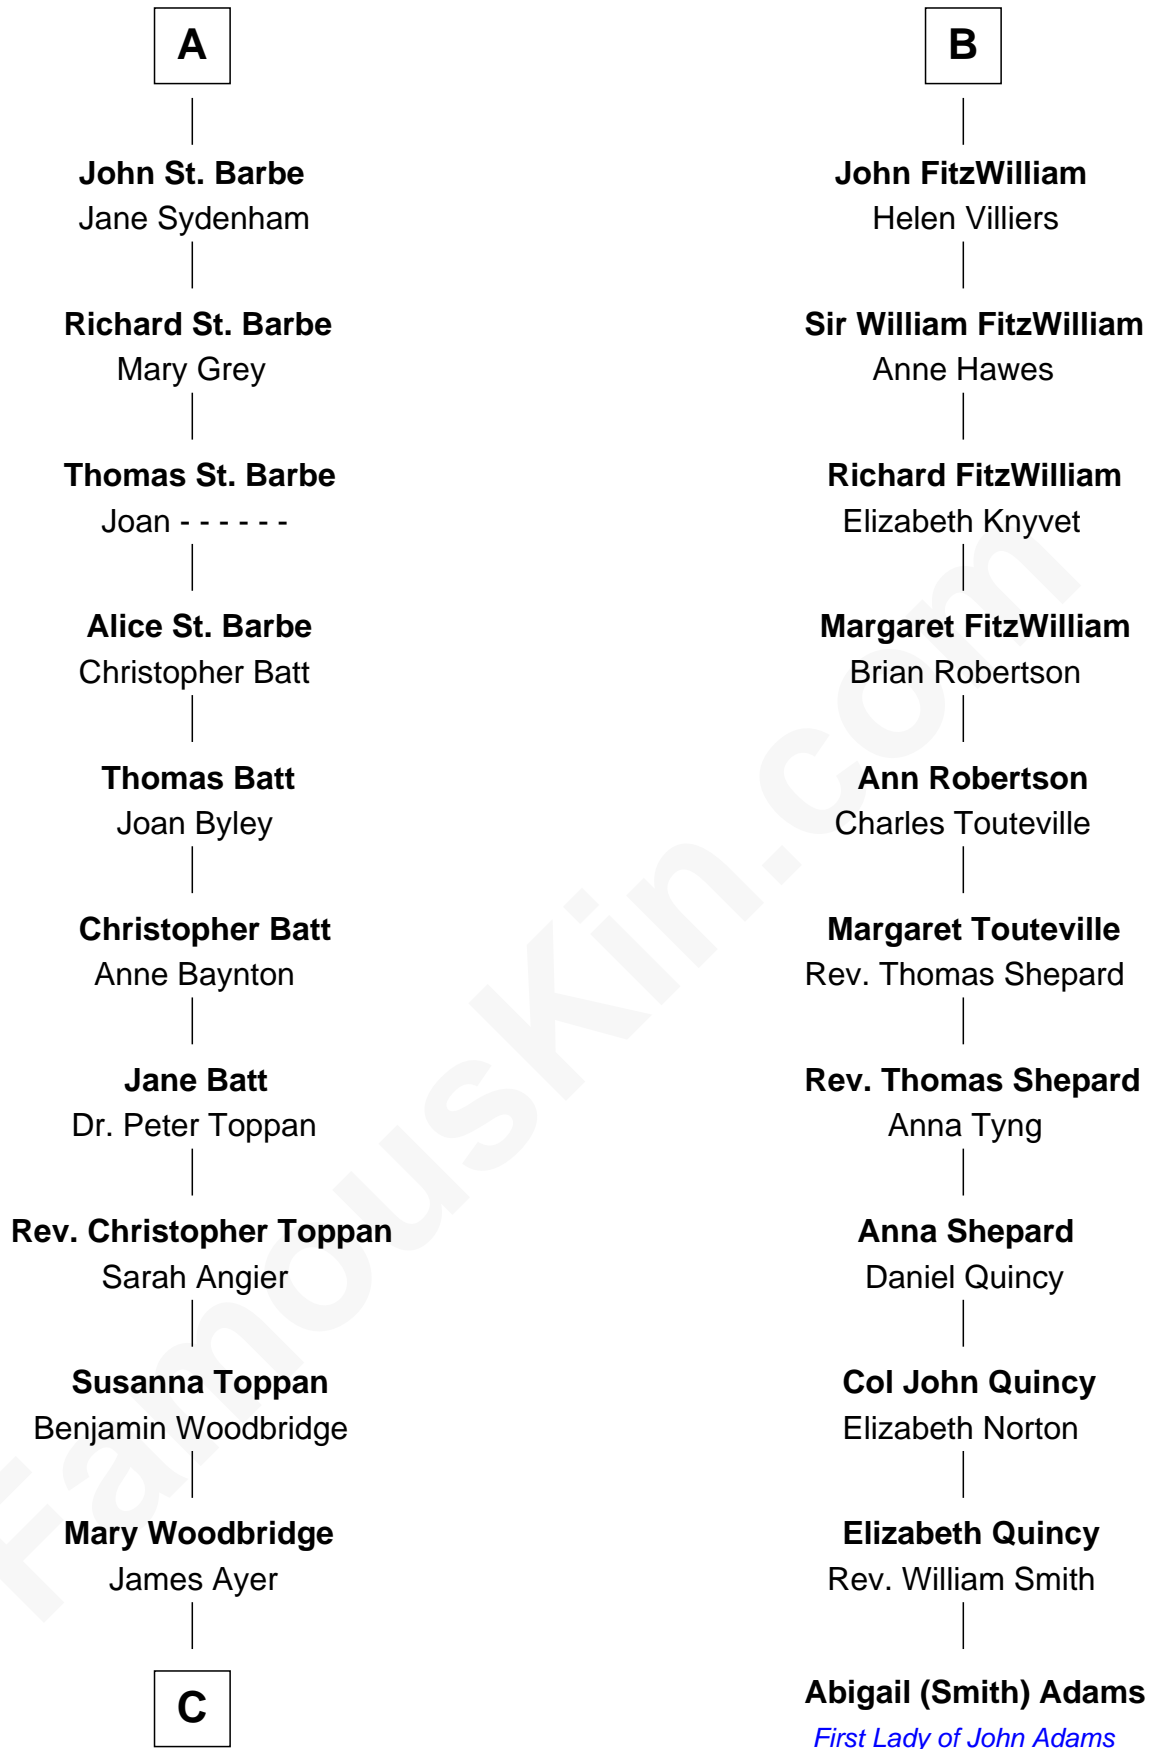 A
John St. Barbe
Jane Sydenham
Richard St. Barbe
Mary Grey
Thomas St. Barbe
Joan - - - - - -
Alice St. Barbe
Christopher Batt
Thomas Batt
Joan Byley
Christopher Batt
Anne Baynton
Jane Batt
Dr. Peter Toppan
Rev. Christopher Toppan
Sarah Angier
Susanna Toppan
Benjamin Woodbridge
Mary Woodbridge
James Ayer
C
B
John FitzWilliam
Helen Villiers
Sir William FitzWilliam
Anne Hawes
Richard FitzWilliam
Elizabeth Knyvet
Margaret FitzWilliam
Brian Robertson
Ann Robertson
Charles Touteville
Margaret Touteville
Rev. Thomas Shepard
Rev. Thomas Shepard
Anna Tyng
Anna Shepard
Daniel Quincy
Col John Quincy
Elizabeth Norton
Elizabeth Quincy
Rev. William Smith
Abigail (Smith) Adams
First Lady of John Adams
FamousKin.com